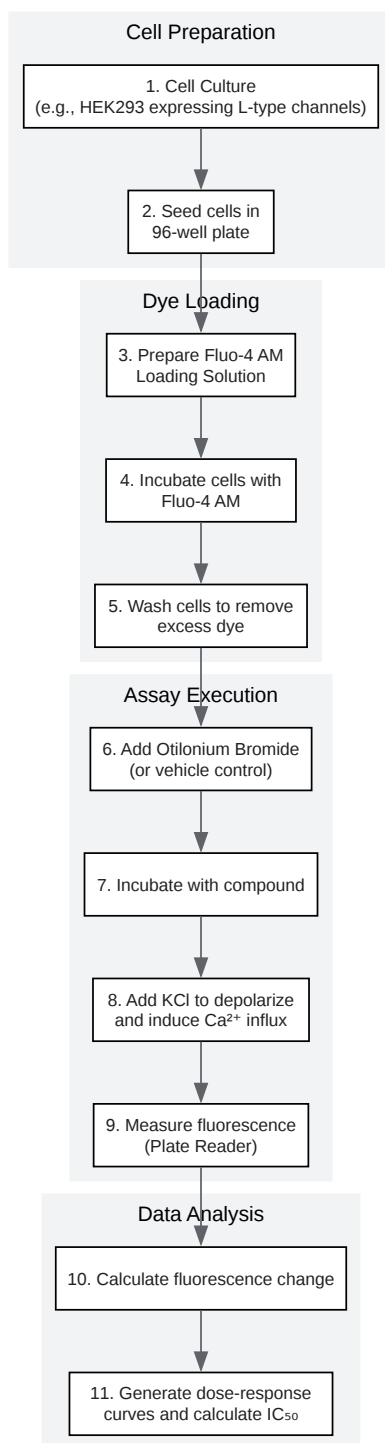 Cell Preparation
1. Cell Culture
(e.g., HEK293 expressing L-type channels)
2. Seed cells in
96-well plate
Dye Loading
3. Prepare Fluo-4 AM
Loading Solution
4. Incubate cells with
Fluo-4 AM
5. Wash cells to remove
excess dye
Assay Execution
6. Add Otilonium Bromide
(or vehicle control)
7. Incubate with compound
8. Add KCl to depolarize
and induce Ca²⁺ influx
9. Measure fluorescence
(Plate Reader)
Data Analysis
10. Calculate fluorescence change
11. Generate dose-response
curves and calculate IC₅₀